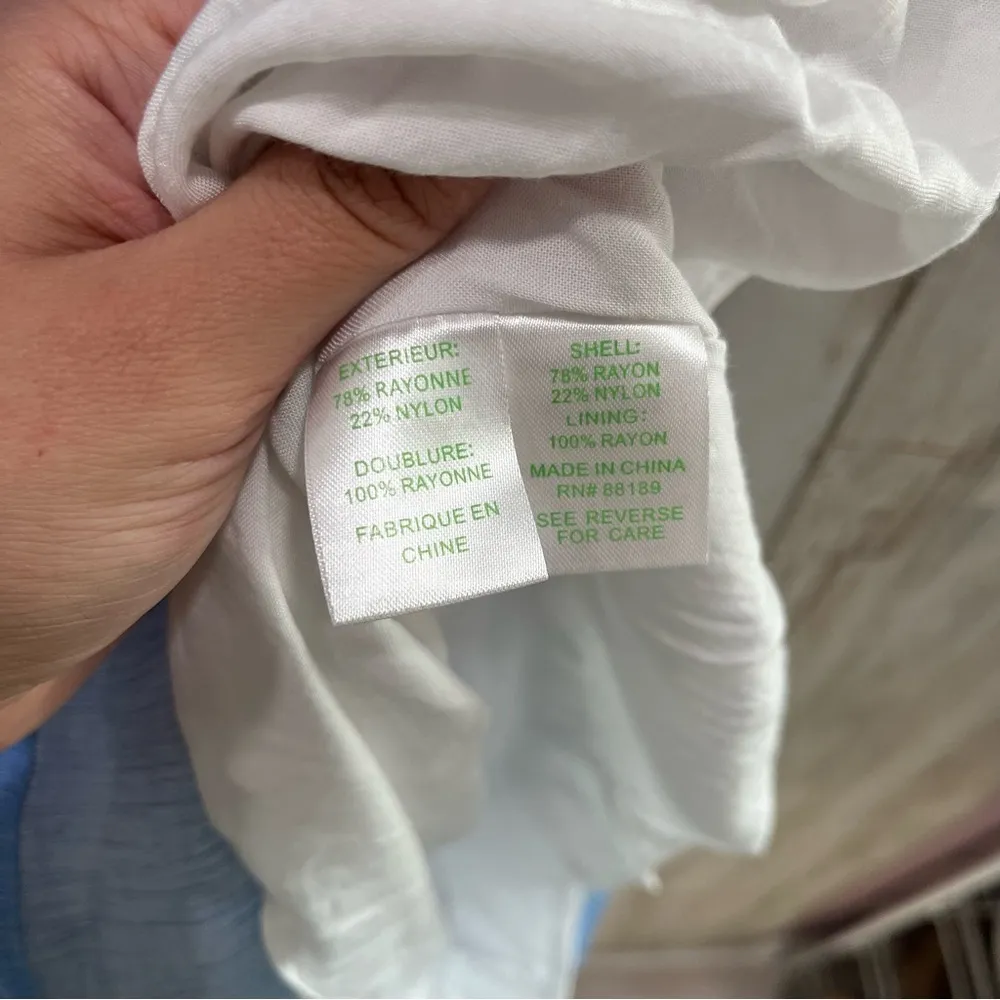 EXTERIEUR:
78% RAYONNE
22% NYLON
DOUBLURE:
100% RAYONNE
FABRIQUE EN
CHINE
SHELL:
78% RAYON
22% NYLON
LINING:
100% RAYON
MADE IN CHINA
RN# 88189
SEE REVERSE
FOR CARE